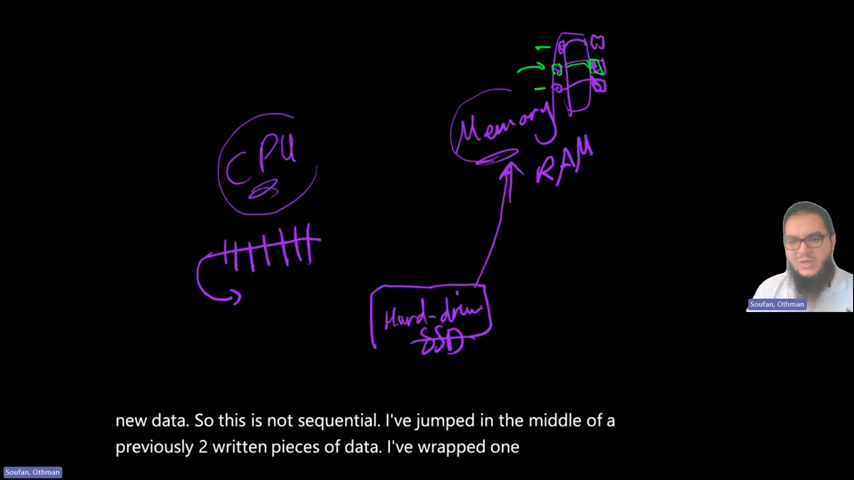 CPU
Memory
RAM
Hard-drive
SSD
Soufan, Othman
new data. So this is not sequential. I've jumped in the middle of a
previously 2 written pieces of data. I've wrapped one
Soufan, Othman